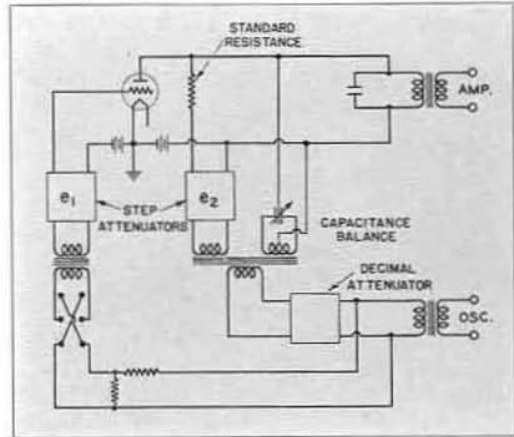 STANDARD
RESISTANCE
AMP.
e1
STEP
ATTENUATORS
e2
CAPACITANCE
BALANCE
DECIMAL
ATTENUATOR
OSC.